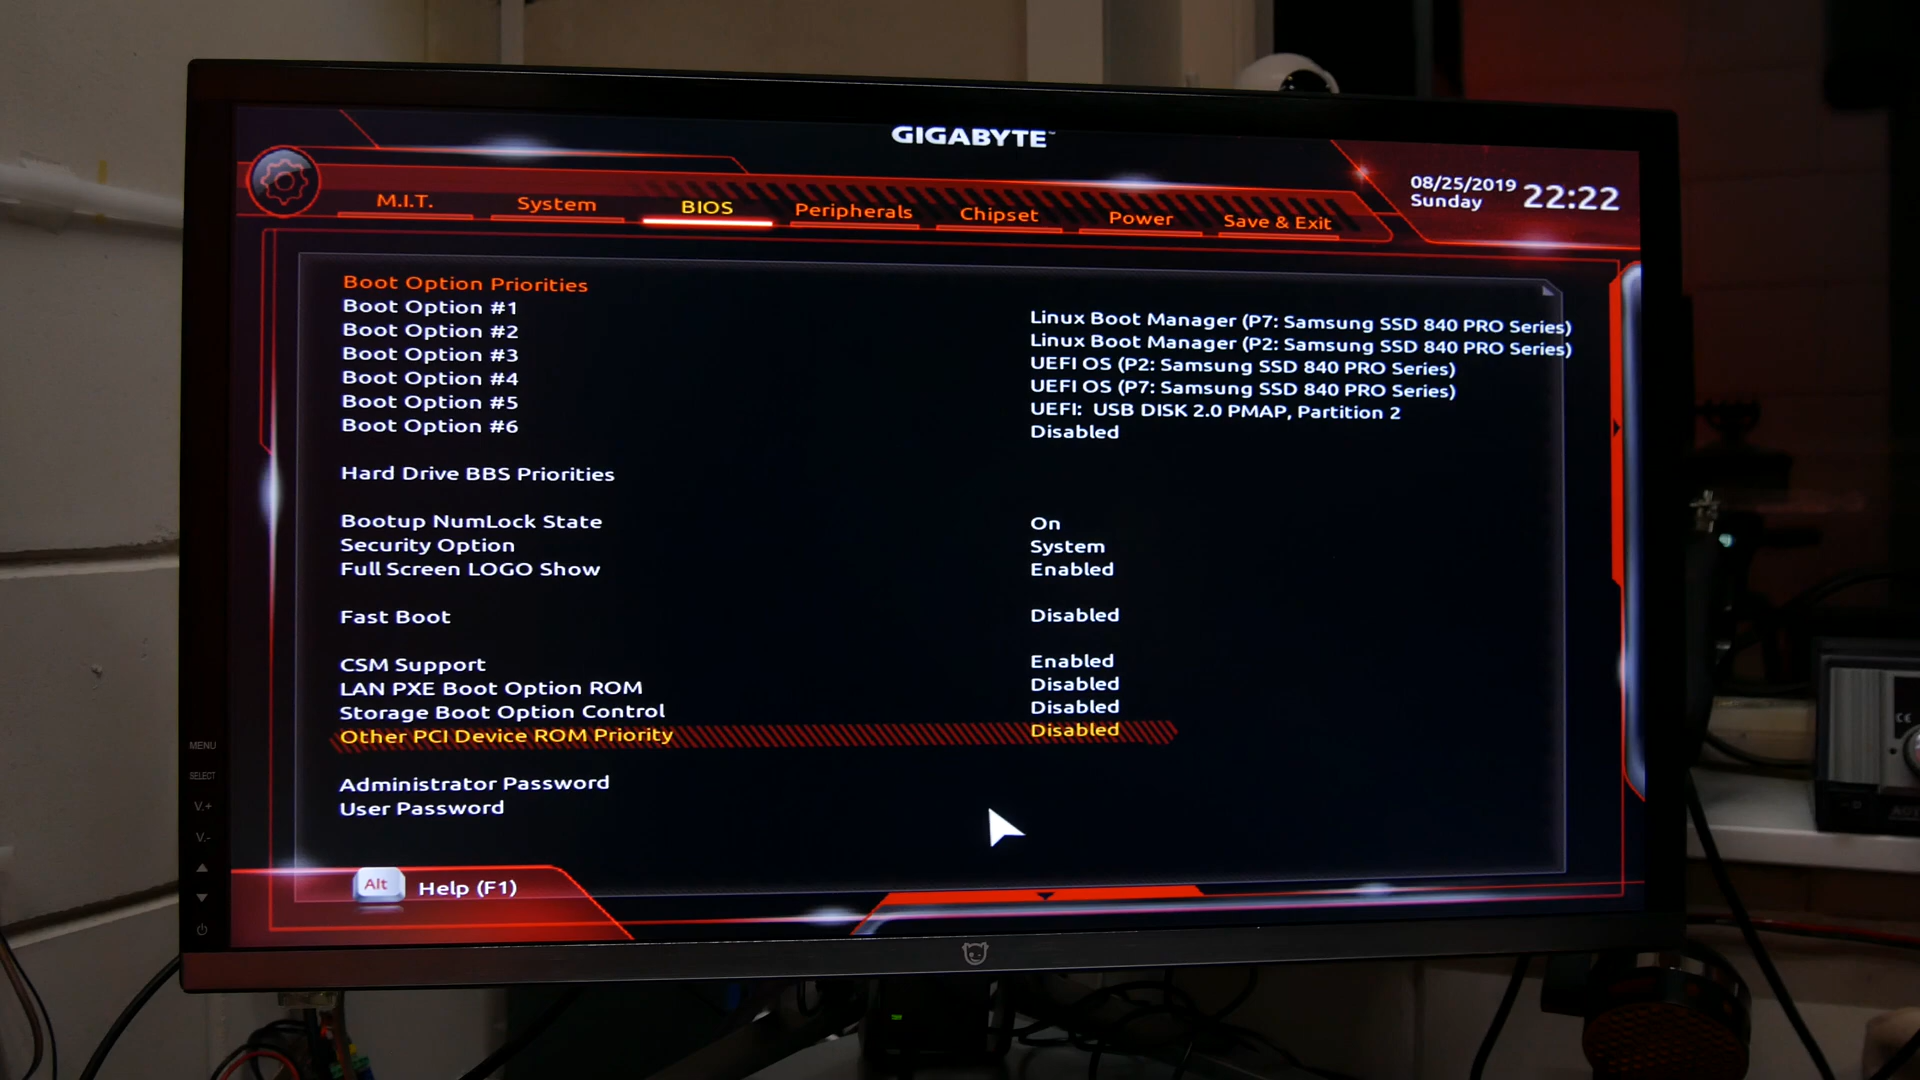 GIGABYTE™
M.I.T. System BIOS Peripherals Chipset Power Save & Exit
08/25/2019
Sunday 22:22
Boot Option Priorities
Boot Option #1 Linux Boot Manager (P7: Samsung SSD 840 PRO Series)
Boot Option #2 Linux Boot Manager (P2: Samsung SSD 840 PRO Series)
Boot Option #3 UEFI OS (P2: Samsung SSD 840 PRO Series)
Boot Option #4 UEFI OS (P7: Samsung SSD 840 PRO Series)
Boot Option #5 UEFI: USB DISK 2.0 PMAP, Partition 2
Boot Option #6 Disabled
Hard Drive BBS Priorities
Bootup NumLock State On
Security Option System
Full Screen LOGO Show Enabled
Fast Boot Disabled
CSM Support Enabled
LAN PXE Boot Option ROM Disabled
Storage Boot Option Control Disabled
Other PCI Device ROM Priority Disabled
Administrator Password
User Password
Alt Help (F1)
MENU
SELECT
V.+
V.-
CE